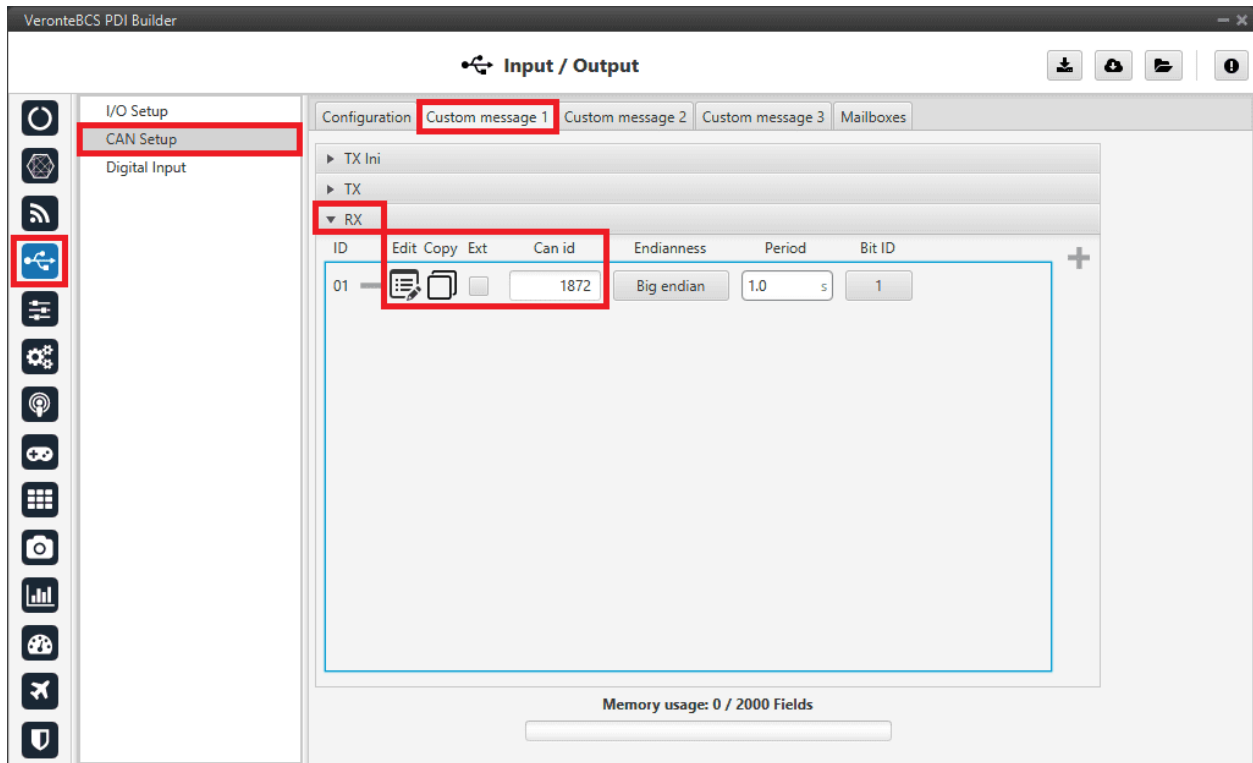 VeronteBCS PDI Builder
Input / Output
I/O Setup
CAN Setup
Digital Input
Configuration Custom message 1 Custom message 2 Custom message 3 Mailboxes
TX Ini
TX
RX
ID Edit Copy Ext Can id Endianness Period Bit ID
01 1872 Big endian 1.0 s 1
Memory usage: 0 / 2000 Fields